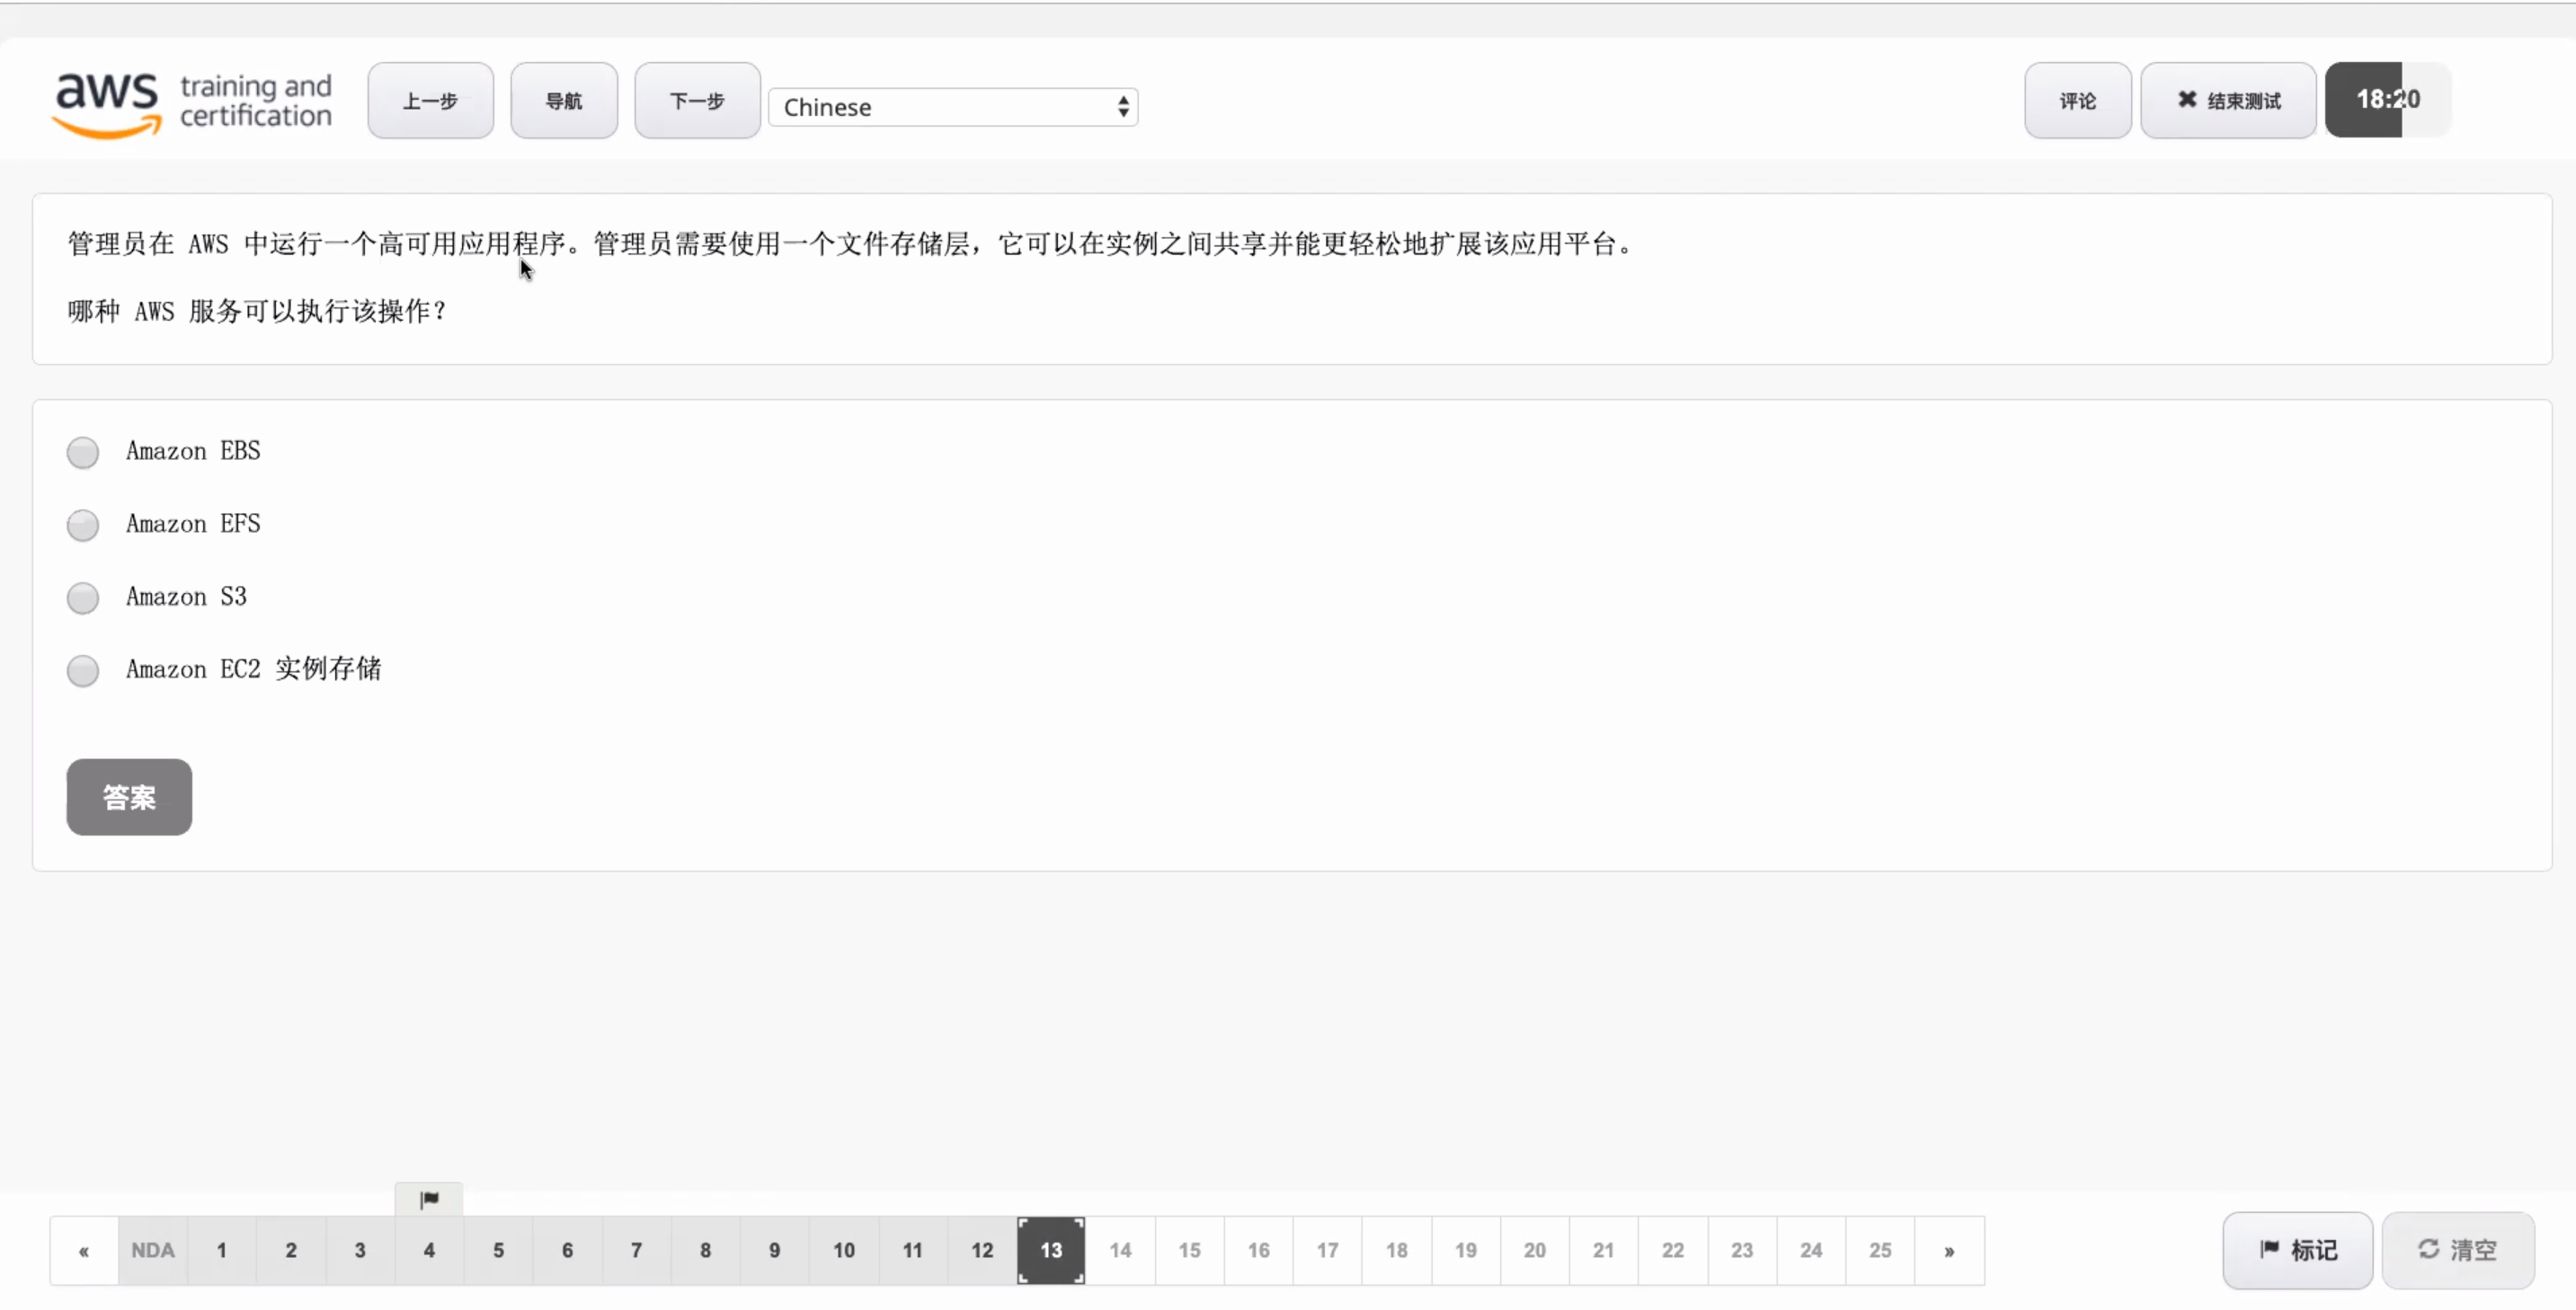 aws training and certification
上一步
导航
下一步
Chinese
评论
✖ 结束测试
18:20
管理员在 AWS 中运行一个高可用应用程序。管理员需要使用一个文件存储层，它可以在实例之间共享并能更轻松地扩展该应用平台。
哪种 AWS 服务可以执行该操作？
Amazon EBS
Amazon EFS
Amazon S3
Amazon EC2 实例存储
答案
« NDA 1 2 3 4 5 6 7 8 9 10 11 12 13 14 15 16 17 18 19 20 21 22 23 24 25 »
标记
清空